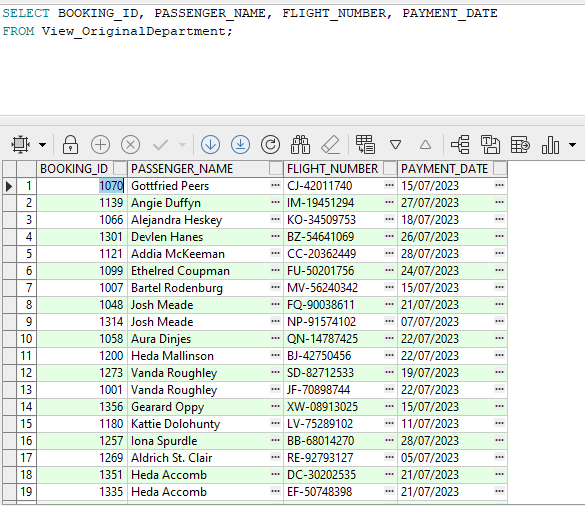 SELECT BOOKING_ID, PASSENGER_NAME, FLIGHT_NUMBER, PAYMENT_DATE
FROM View_OriginalDepartment;
BOOKING_ID PASSENGER_NAME FLIGHT_NUMBER PAYMENT_DATE
1 1070 Gottfried Peers ··· CJ-42011740 ··· 15/07/2023 ···
2 1139 Angie Duffyn ··· IM-19451294 ··· 27/07/2023 ···
3 1066 Alejandra Heskey ··· KO-34509753 ··· 18/07/2023 ···
4 1301 Devlen Hanes ··· BZ-54641069 ··· 26/07/2023 ···
5 1121 Addia McKeeman ··· CC-20362449 ··· 28/07/2023 ···
6 1099 Ethelred Coupman ··· FU-50201756 ··· 24/07/2023 ···
7 1007 Bartel Rodenburg ··· MV-56240342 ··· 15/07/2023 ···
8 1048 Josh Meade ··· FQ-90038611 ··· 21/07/2023 ···
9 1314 Josh Meade ··· NP-91574102 ··· 07/07/2023 ···
10 1058 Aura Dinjes ··· QN-14787425 ··· 22/07/2023 ···
11 1200 Heda Mallinson ··· BJ-42750456 ··· 22/07/2023 ···
12 1273 Vanda Roughley ··· SD-82712533 ··· 19/07/2023 ···
13 1001 Vanda Roughley ··· JF-70898744 ··· 22/07/2023 ···
14 1356 Gearard Oppy ··· XW-08913025 ··· 15/07/2023 ···
15 1180 Kattie Dolohunty ··· LV-75289102 ··· 11/07/2023 ···
16 1257 Iona Spurdle ··· BB-68014270 ··· 28/07/2023 ···
17 1269 Aldrich St. Clair ··· RE-92793127 ··· 05/07/2023 ···
18 1351 Heda Accomb ··· DC-30202535 ··· 21/07/2023 ···
19 1335 Heda Accomb ··· EF-50748398 ··· 21/07/2023 ···